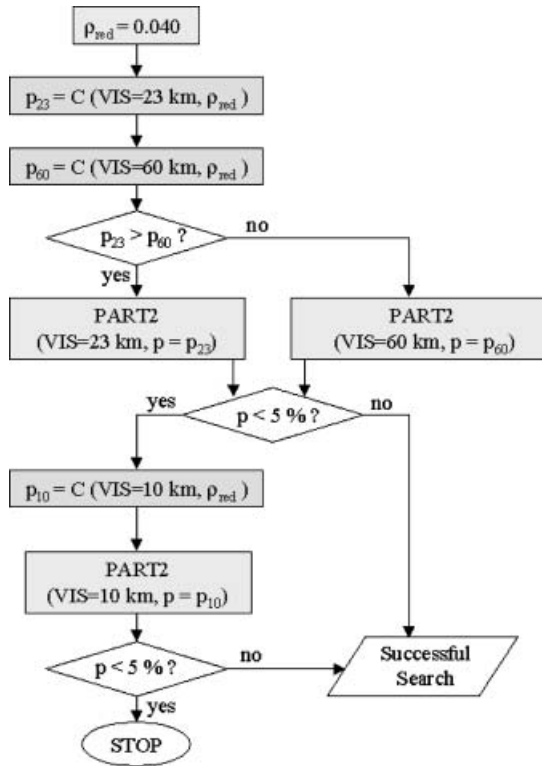 ρred = 0.040
p23 = C (VIS=23 km, ρred )
p60 = C (VIS=60 km, ρred )
p23 > p60 ?
no
yes
PART2
(VIS=23 km, p = p23)
PART2
(VIS=60 km, p = p60)
yes
p < 5 % ?
no
p10 = C (VIS=10 km, ρred )
PART2
(VIS=10 km, p = p10)
p < 5 % ?
no
Successful
Search
yes
STOP